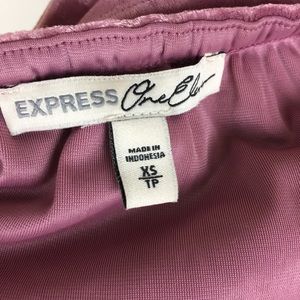 EXPRESS One Eleven
MADE IN
INDONESIA
XS
TP